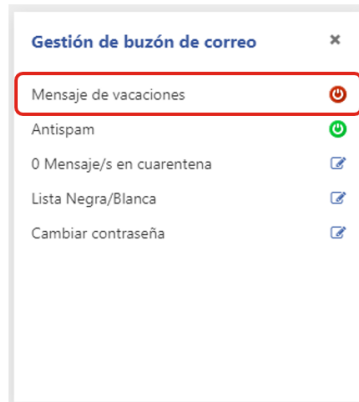 Gestión de buzón de correo
Mensaje de vacaciones
Antispam
0 Mensaje/s en cuarentena
Lista Negra/Blanca
Cambiar contraseña